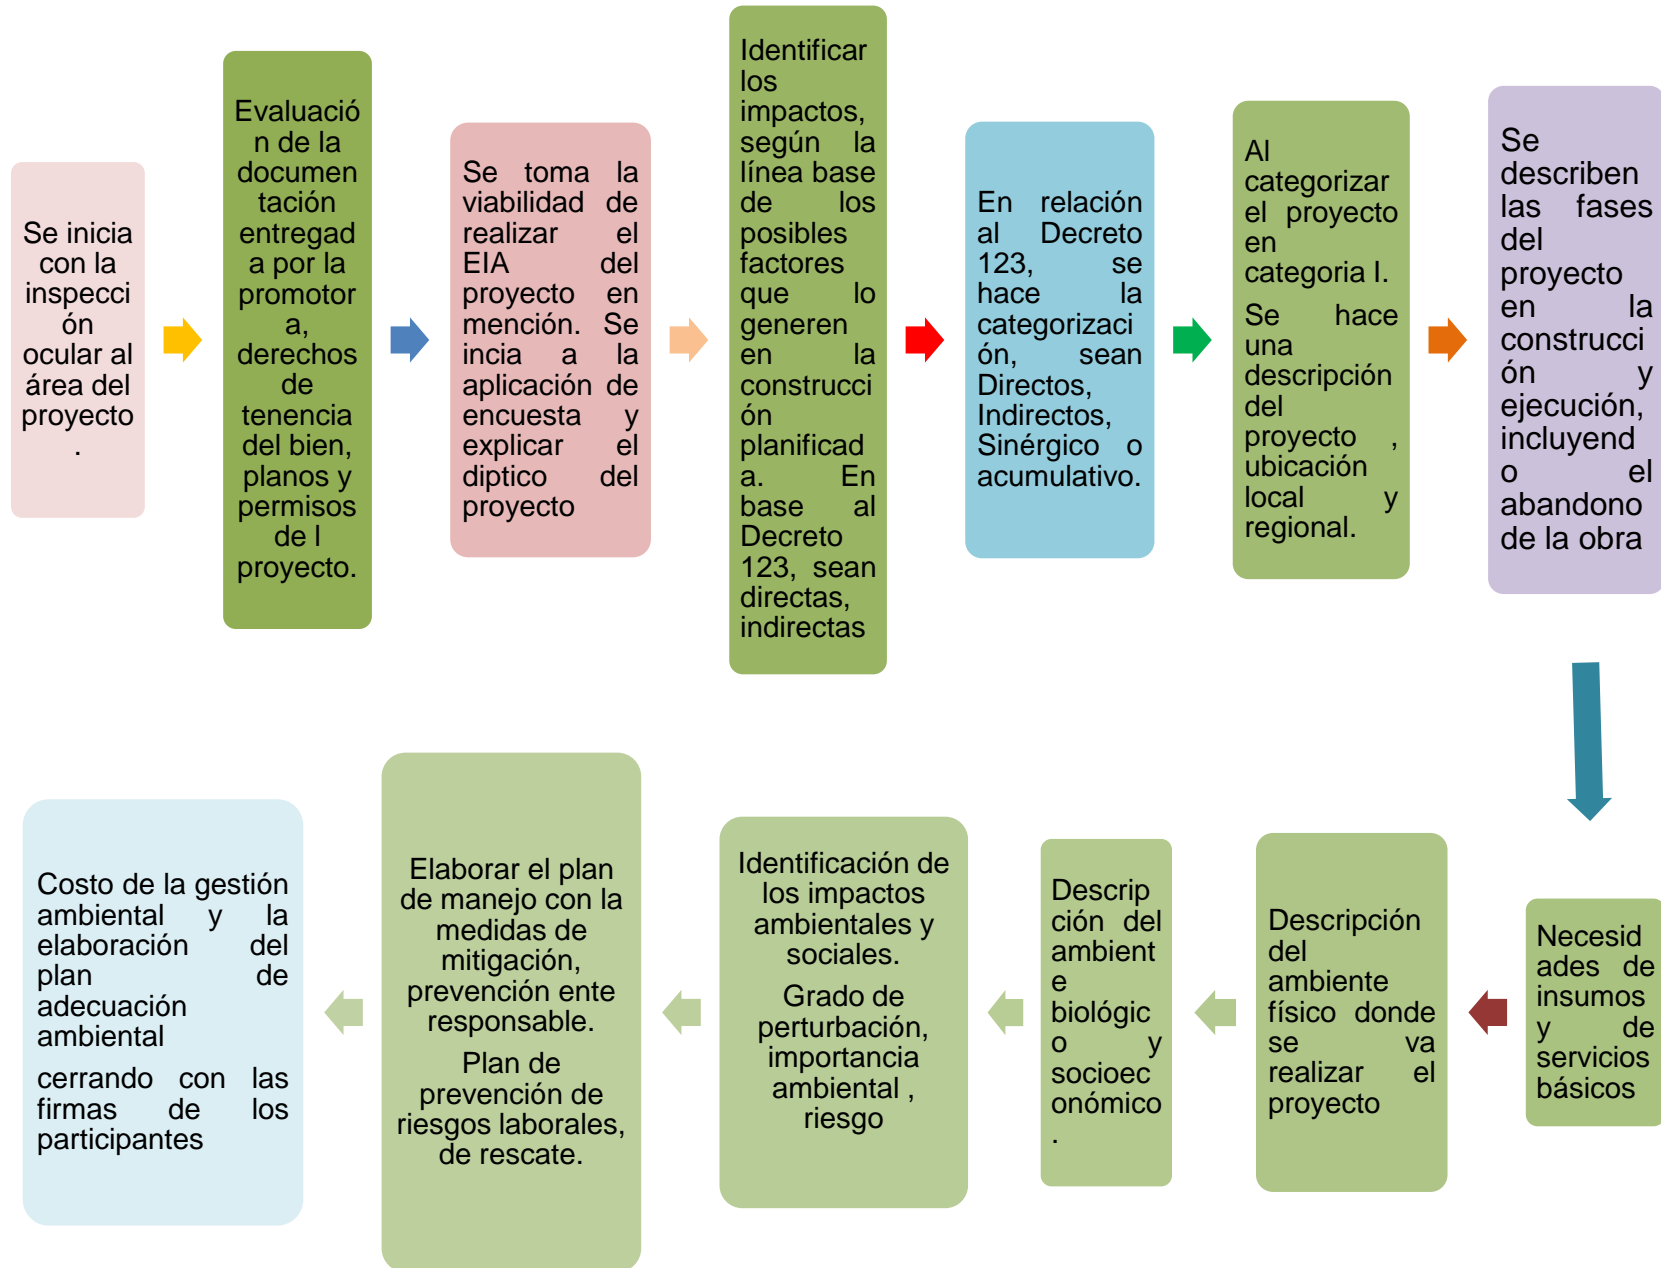 Se inicia
con la
inspecci
ón
ocular al
área del
proyecto
.
Evaluació
n de la
documen
tación
entregad
a por la
promotor
a,
derechos
de
tenencia
del bien,
planos y
permisos
de l
proyecto.
Se toma la
viabilidad de
realizar el
EIA del
proyecto en
mención. Se
incia a la
aplicación de
encuesta y
explicar el
diptico del
proyecto
Identificar
los
impactos,
según la
línea base
de los
posibles
factores
que lo
generen
en la
construcci
ón
planificad
a. En
base al
Decreto
123, sean
directas,
indirectas
En relación
al Decreto
123, se
hace la
categorizaci
ón, sean
Directos,
Indirectos,
Sinérgico o
acumulativo.
Al
categorizar
el proyecto
en
categoria I.
Se hace
una
descripción
del
proyecto ,
ubicación
local y
regional.
Se
describen
las fases
del
proyecto
en la
construcci
ón y
ejecución,
incluyend
o el
abandono
de la obra
Necesid
ades de
insumos
y de
servicios
básicos
Descripción
del
ambiente
físico donde
se va
realizar el
proyecto
Descrip
ción del
ambient
e
biológic
o y
socioec
onómico
.
Identificación de
los impactos
ambientales y
sociales.
Grado de
perturbación,
importancia
ambiental ,
riesgo
Elaborar el plan
de manejo con la
medidas de
mitigación,
prevención ente
responsable.
Plan de
prevención de
riesgos laborales,
de rescate.
Costo de la gestión
ambiental y la
elaboración del
plan de
adecuación
ambiental
cerrando con las
firmas de los
participantes